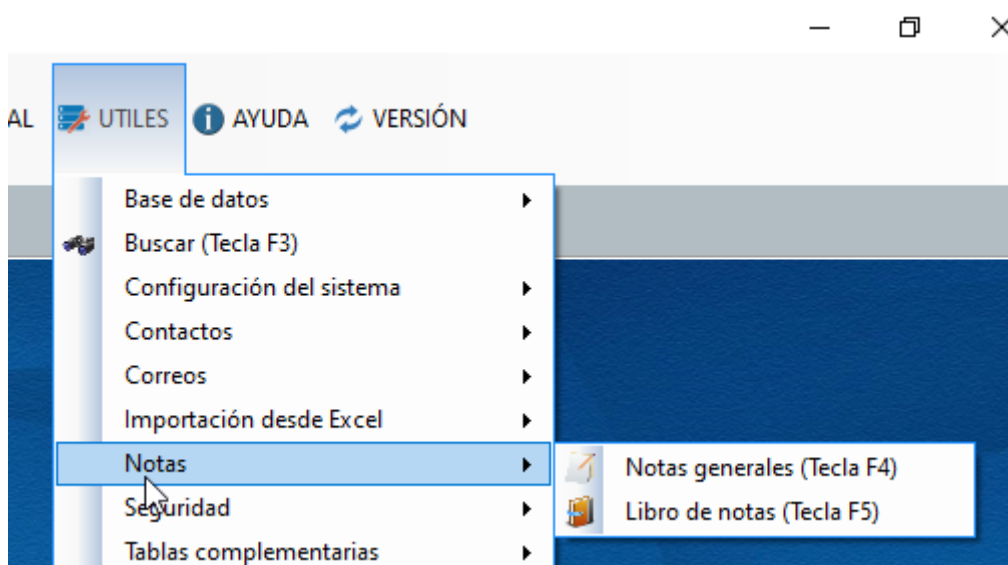 AL UTILES AYUDA VERSIÓN
Base de datos
Buscar (Tecla F3)
Configuración del sistema
Contactos
Correos
Importación desde Excel
Notas
Notas generales (Tecla F4)
Seguridad
Libro de notas (Tecla F5)
Tablas complementarias